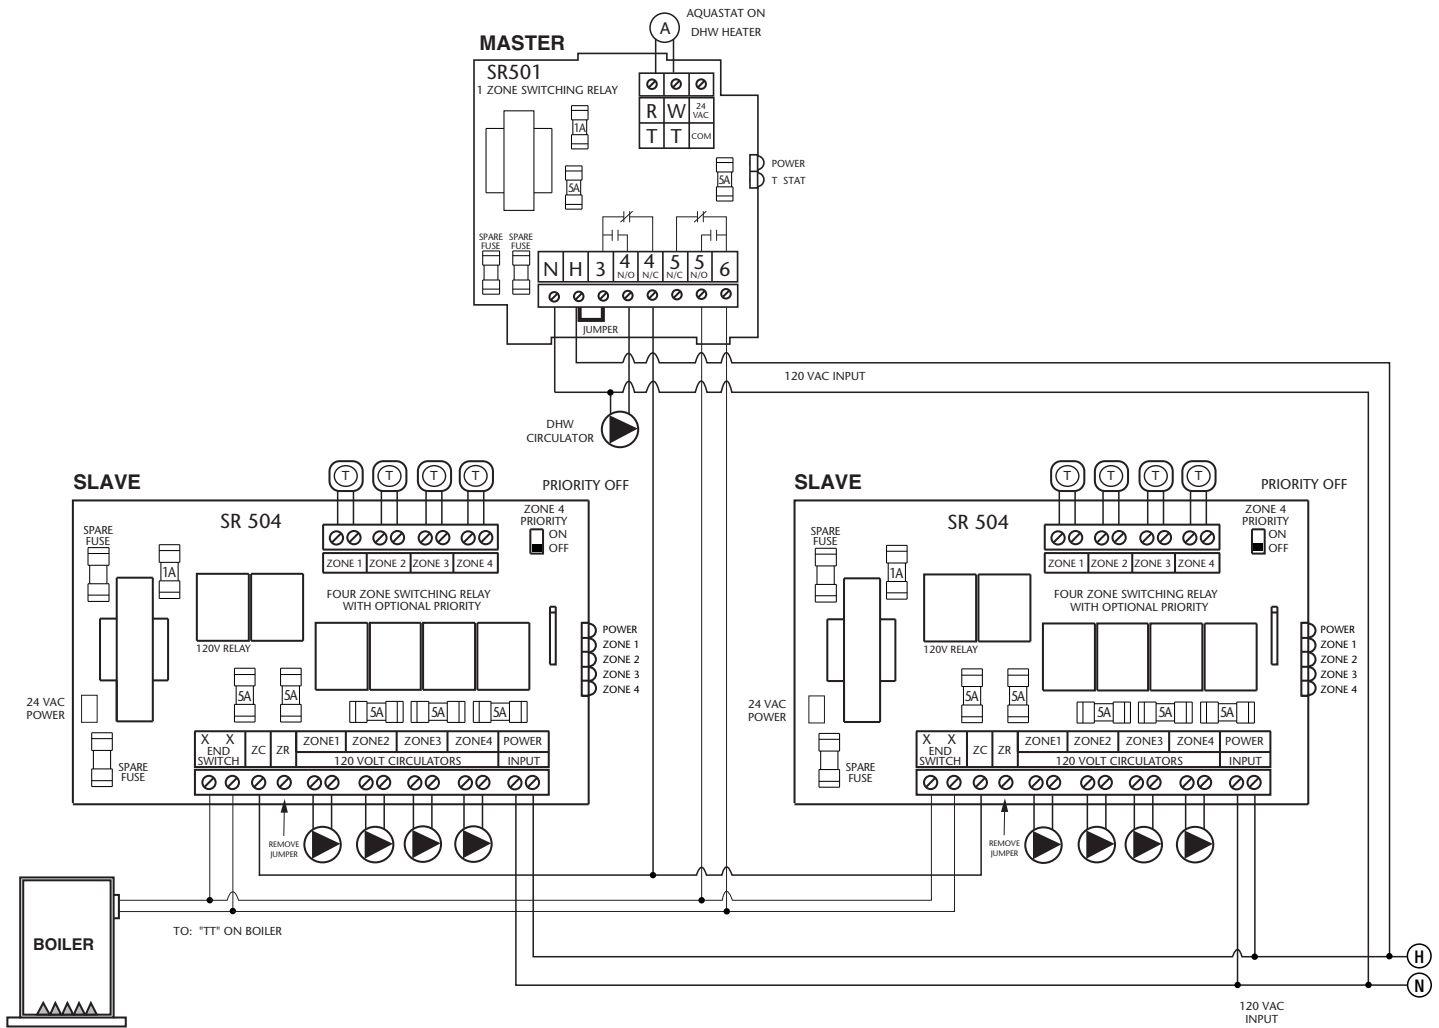 AQUASTAT ON
DHW HEATER
A
MASTER
SR501
1 ZONE SWITCHING RELAY
R W 24 VAC
T T COM
1A
5A
5A
POWER
T STAT
SPARE FUSE
SPARE FUSE
N H 3 4 N/O 4 N/C 5 N/C 5 N/O 6
JUMPER
120 VAC INPUT
DHW
CIRCULATOR
SLAVE
T T T T
PRIORITY OFF
SR 504
ZONE 4
PRIORITY
ON
OFF
SPARE
FUSE
1A
ZONE 1 ZONE 2 ZONE 3 ZONE 4
FOUR ZONE SWITCHING RELAY
WITH OPTIONAL PRIORITY
120V RELAY
POWER
ZONE 1
ZONE 2
ZONE 3
ZONE 4
24 VAC
POWER
5A 5A
5A 5A 5A
SPARE
FUSE
X X
END
SWITCH
ZC ZR
ZONE1 ZONE2 ZONE3 ZONE4 POWER
120 VOLT CIRCULATORS INPUT
REMOVE
JUMPER
SLAVE
T T T T
PRIORITY OFF
SR 504
ZONE 4
PRIORITY
ON
OFF
SPARE
FUSE
1A
ZONE 1 ZONE 2 ZONE 3 ZONE 4
FOUR ZONE SWITCHING RELAY
WITH OPTIONAL PRIORITY
120V RELAY
POWER
ZONE 1
ZONE 2
ZONE 3
ZONE 4
24 VAC
POWER
5A 5A
5A 5A 5A
SPARE
FUSE
X X
END
SWITCH
ZC ZR
ZONE1 ZONE2 ZONE3 ZONE4 POWER
120 VOLT CIRCULATORS INPUT
REMOVE
JUMPER
BOILER
TO: "TT" ON BOILER
H
N
120 VAC
INPUT